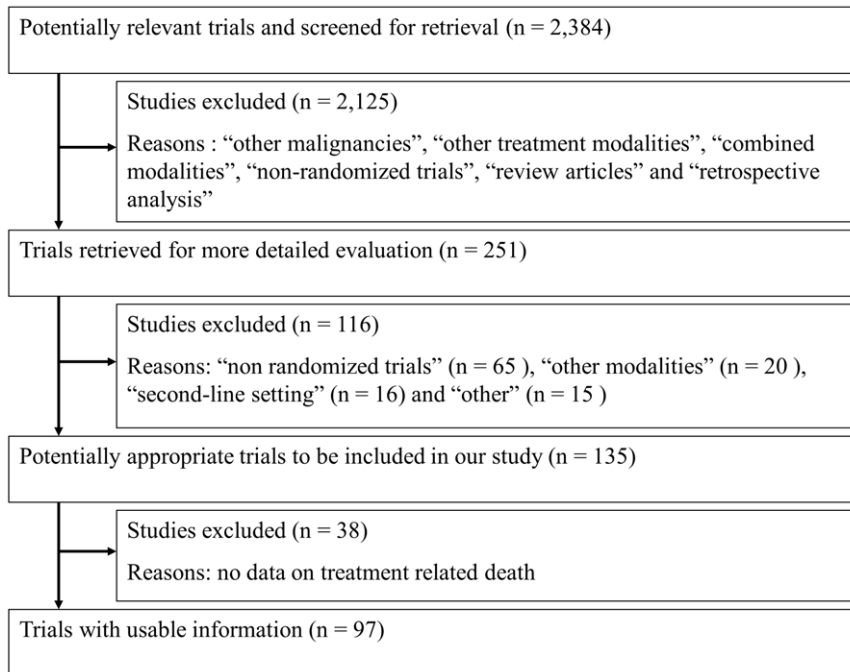 Potentially relevant trials and screened for retrieval (n = 2,384)
Studies excluded (n = 2,125)
Reasons : “other malignancies”, “other treatment modalities”, “combined
modalities”, “non-randomized trials”, “review articles” and “retrospective
analysis”
Trials retrieved for more detailed evaluation (n = 251)
Studies excluded (n = 116)
Reasons: “non randomized trials” (n = 65 ), “other modalities” (n = 20 ),
“second-line setting” (n = 16) and “other” (n = 15 )
Potentially appropriate trials to be included in our study (n = 135)
Studies excluded (n = 38)
Reasons: no data on treatment related death
Trials with usable information (n = 97)